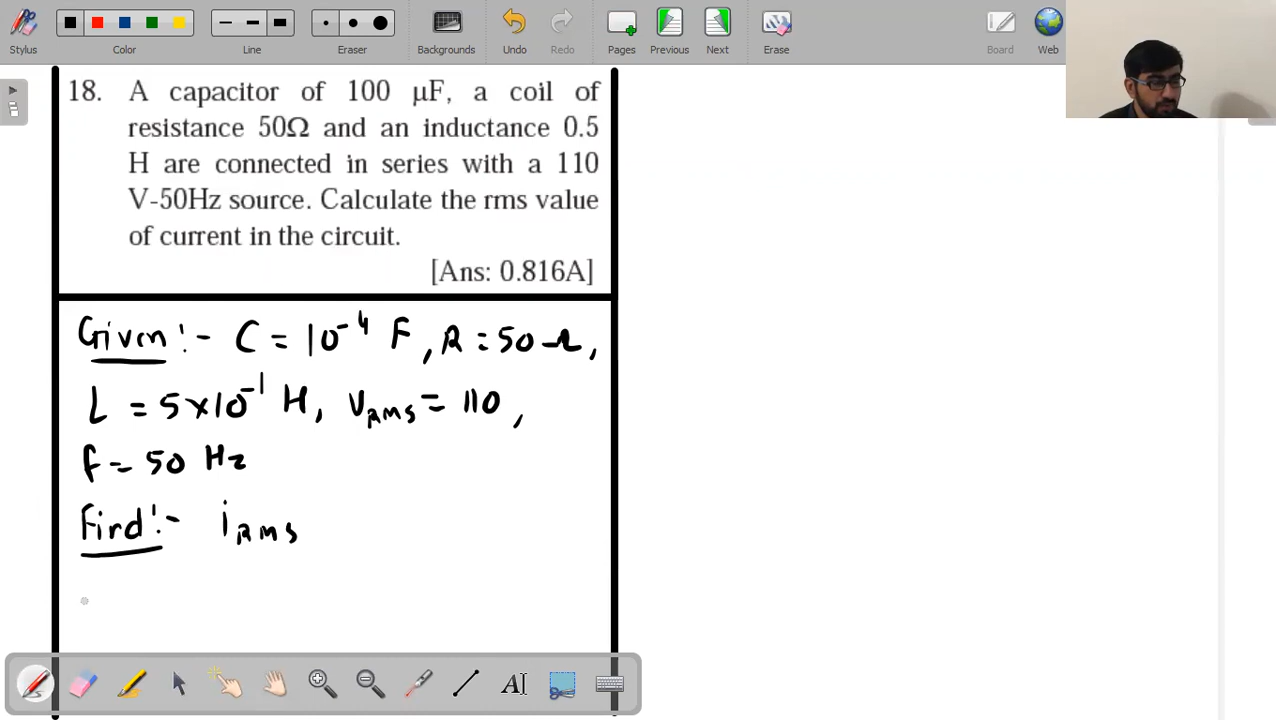 Stylus
Color
Line
Eraser
Backgrounds
Undo
Redo
Pages
Previous
Next
Erase
Board
Web
18. A capacitor of 100 μF, a coil of
resistance 50Ω and an inductance 0.5
H are connected in series with a 110
V-50Hz source. Calculate the rms value
of current in the circuit.
[Ans: 0.816A]
Given :- C = 10⁻⁴ F, R = 50 Ω,
L = 5×10⁻¹ H, Vrms = 110,
f = 50 Hz
Find :- irms